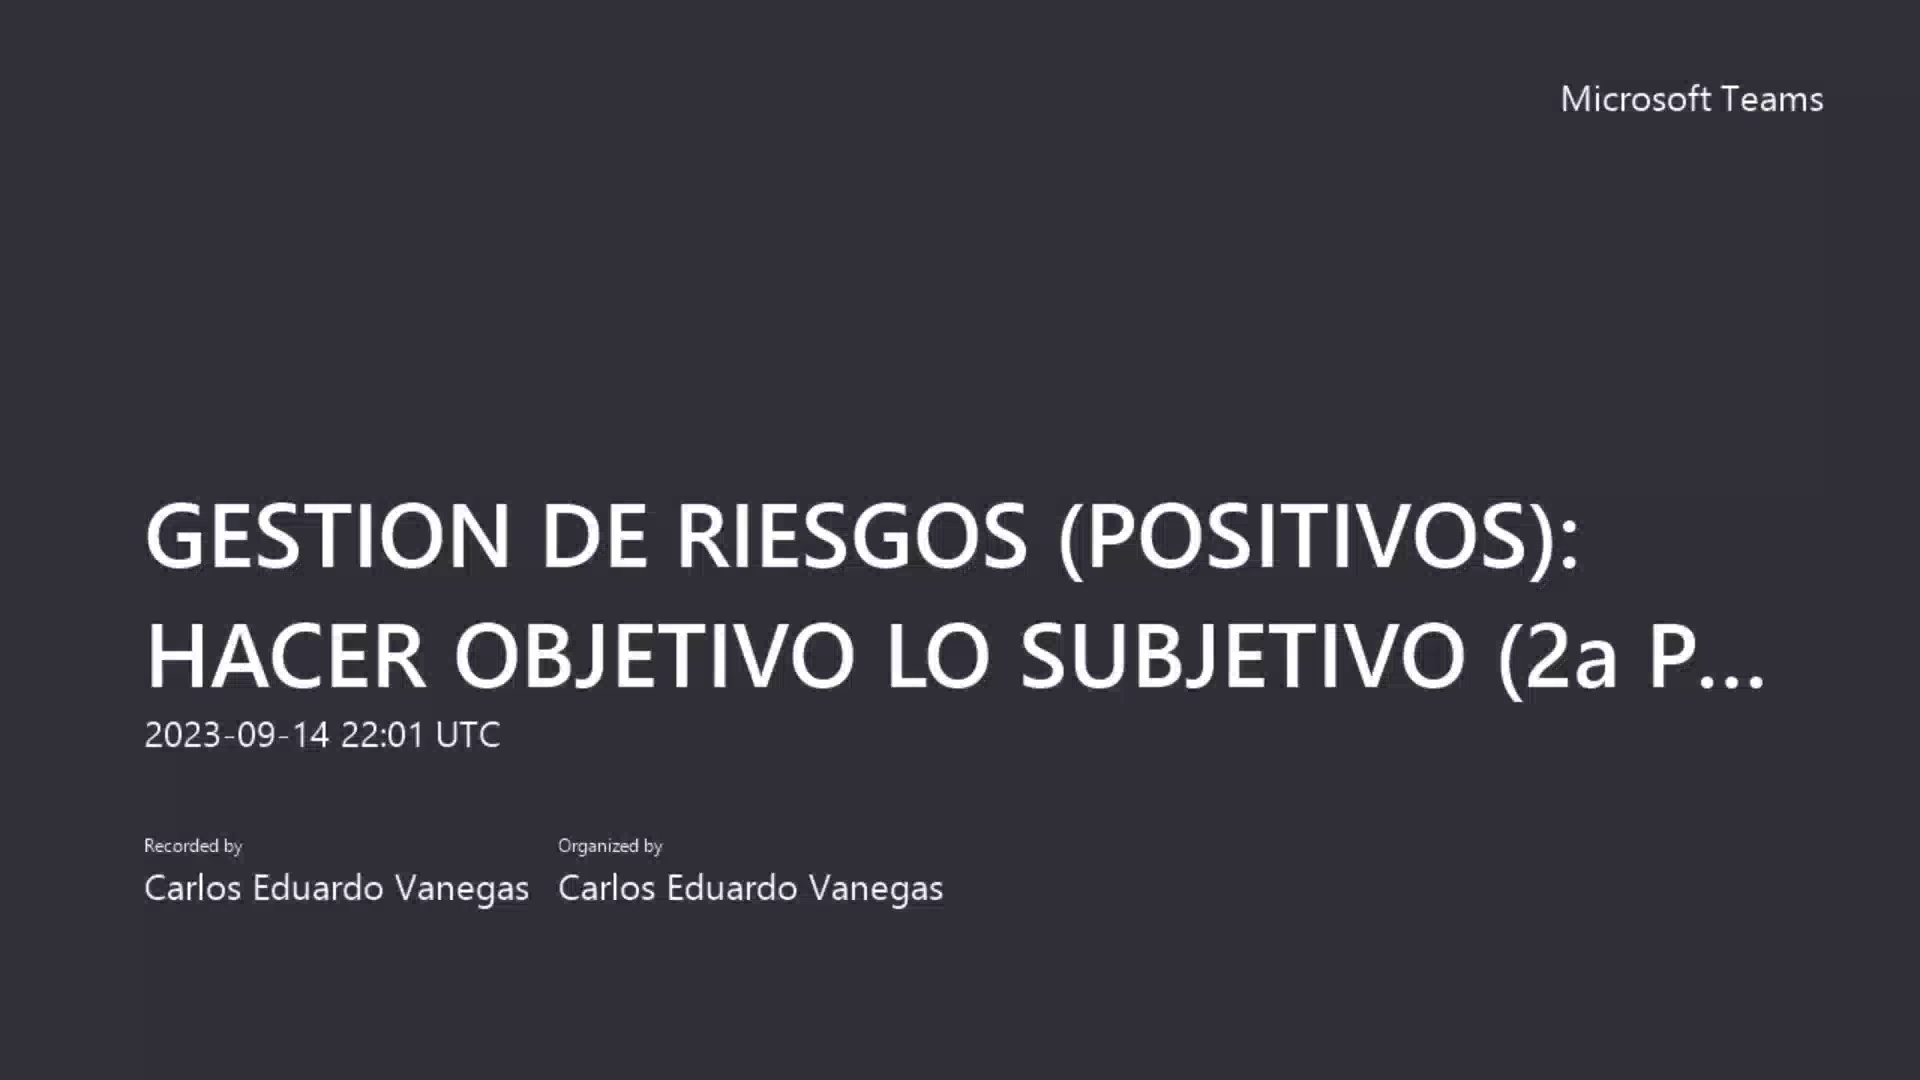 Microsoft Teams
GESTION DE RIESGOS (POSITIVOS):
HACER OBJETIVO LO SUBJETIVO (2a P...
2023-09-14 22:01 UTC
Recorded by
Organized by
Carlos Eduardo Vanegas
Carlos Eduardo Vanegas